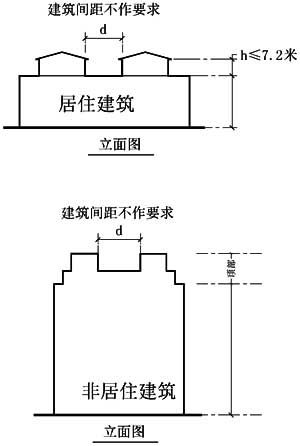 建筑间距不作要求
d
h≤7.2米
居住建筑
立面图
建筑间距不作要求
d
顶部
非居住建筑
立面图